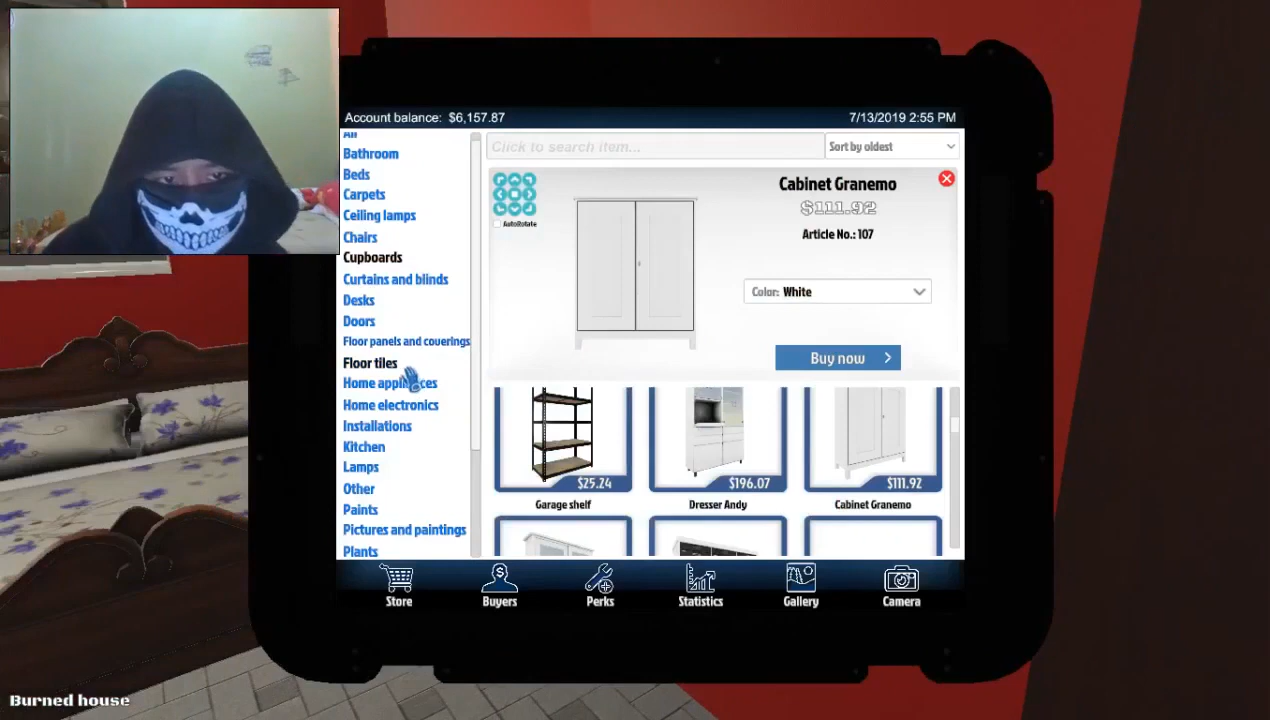 Account balance: $6,157.87
7/13/2019 2:55 PM
All
Bathroom
Beds
Carpets
Ceiling lamps
Chairs
Cupboards
Curtains and blinds
Desks
Doors
Floor panels and coverings
Floor tiles
Home appliances
Home electronics
Installations
Kitchen
Lamps
Other
Paints
Pictures and paintings
Plants
Click to search item...
Sort by oldest
AutoRotate
Cabinet Granemo
$111.92
Article No.: 107
Color: White
Buy now
$25.24
$196.07
$111.92
Garage shelf
Dresser Andy
Cabinet Granemo
Store
Buyers
Perks
Statistics
Gallery
Camera
Burned house